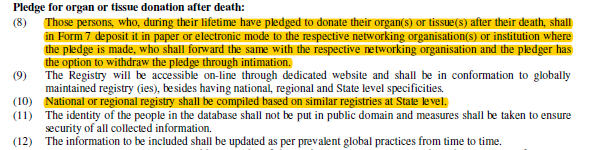 Pledge for organ or tissue donation after death:
(8) Those persons, who, during their lifetime have pledged to donate their organ(s) or tissue(s) after their death, shall
in Form 7 deposit it in paper or electronic mode to the respective networking organisation(s) or institution where
the pledge is made, who shall forward the same with the respective networking organisation and the pledger has
the option to withdraw the pledge through intimation.
(9) The Registry will be accessible on-line through dedicated website and shall be in conformation to globally
maintained registry (ies), besides having national, regional and State level specificities.
(10) National or regional registry shall be compiled based on similar registries at State level.
(11) The identity of the people in the database shall not be put in public domain and measures shall be taken to ensure
security of all collected information.
(12) The information to be included shall be updated as per prevalent global practices from time to time.